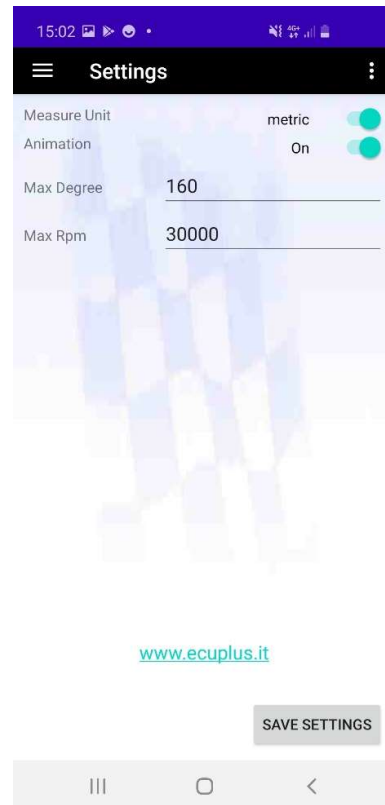 15:02
4G+
Settings
Measure Unit metric
Animation On
Max Degree 160
Max Rpm 30000
www.ecuplus.it
SAVE SETTINGS